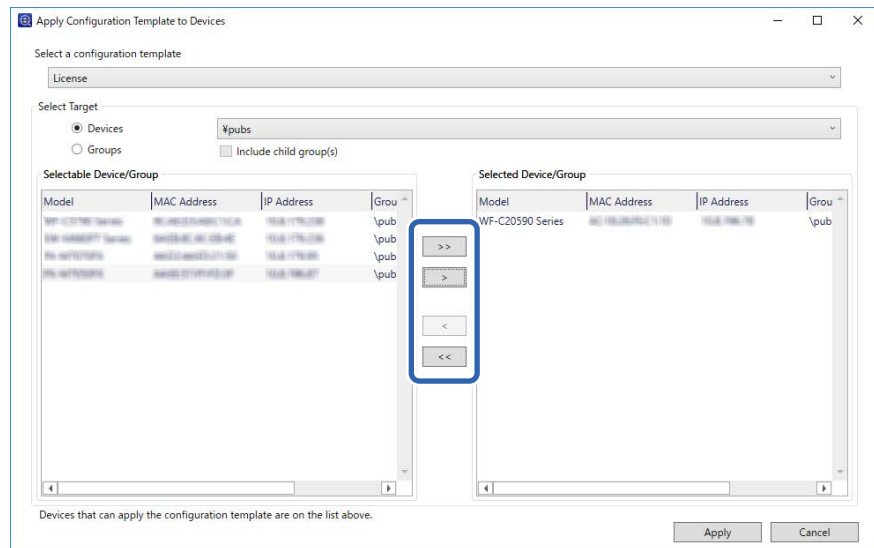 Apply Configuration Template to Devices
Select a configuration template
License
Select Target
Devices
¥pubs
Groups
Include child group(s)
Selectable Device/Group
Selected Device/Group
Model MAC Address IP Address Grou
Model MAC Address IP Address Grou
\pub
WF-C20590 Series \pub
\pub
\pub
\pub
>>
>
<
<<
Devices that can apply the configuration template are on the list above.
Apply Cancel